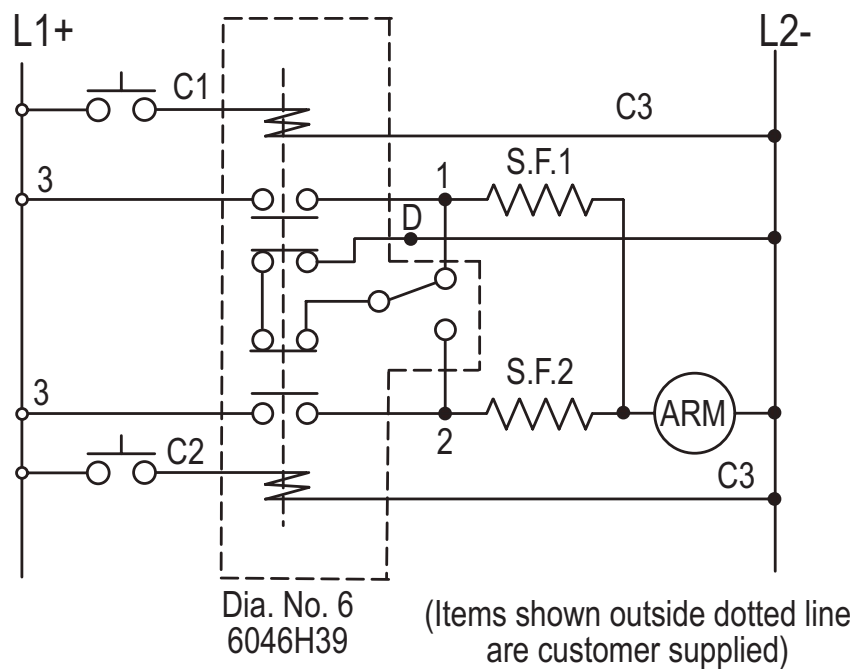 L1+
L2-
C1
C3
3
1
S.F.1
D
3
2
S.F.2
ARM
C2
C3
Dia. No. 6
6046H39
(Items shown outside dotted line
are customer supplied)